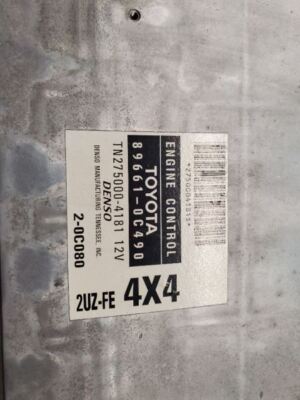 ENGINE CONTROL
TOYOTA
89661-0C490
TN275000-4181 12V
DENSO
DENSO MANUFACTURING TENNESSEE, INC.
2-0C080
2UZ-FE 4X4